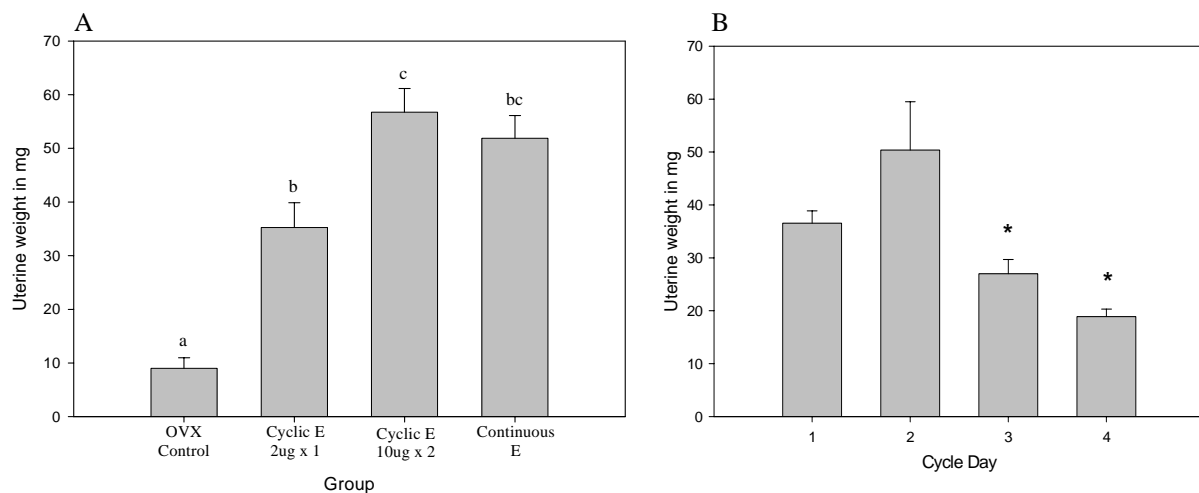 A
Uterine weight in mg
70
60
50
40
30
20
10
0
a
b
c
bc
OVX
Control
Cyclic E
2ug x 1
Cyclic E
10ug x 2
Continuous
E
Group
B
Uterine weight in mg
70
60
50
40
30
20
10
0
*
*
1
2
3
4
Cycle Day